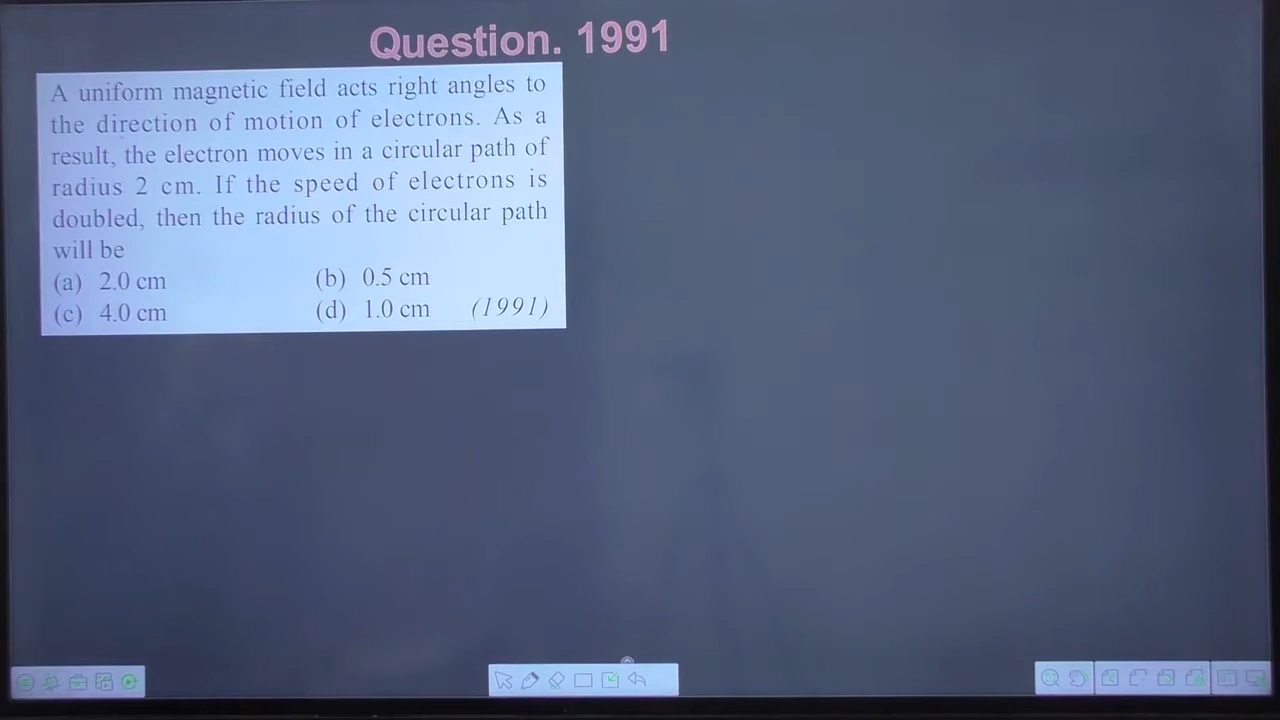 Question. 1991
A uniform magnetic field acts right angles to
the direction of motion of electrons. As a
result, the electron moves in a circular path of
radius 2 cm. If the speed of electrons is
doubled, then the radius of the circular path
will be
(a) 2.0 cm (b) 0.5 cm
(c) 4.0 cm (d) 1.0 cm (1991)